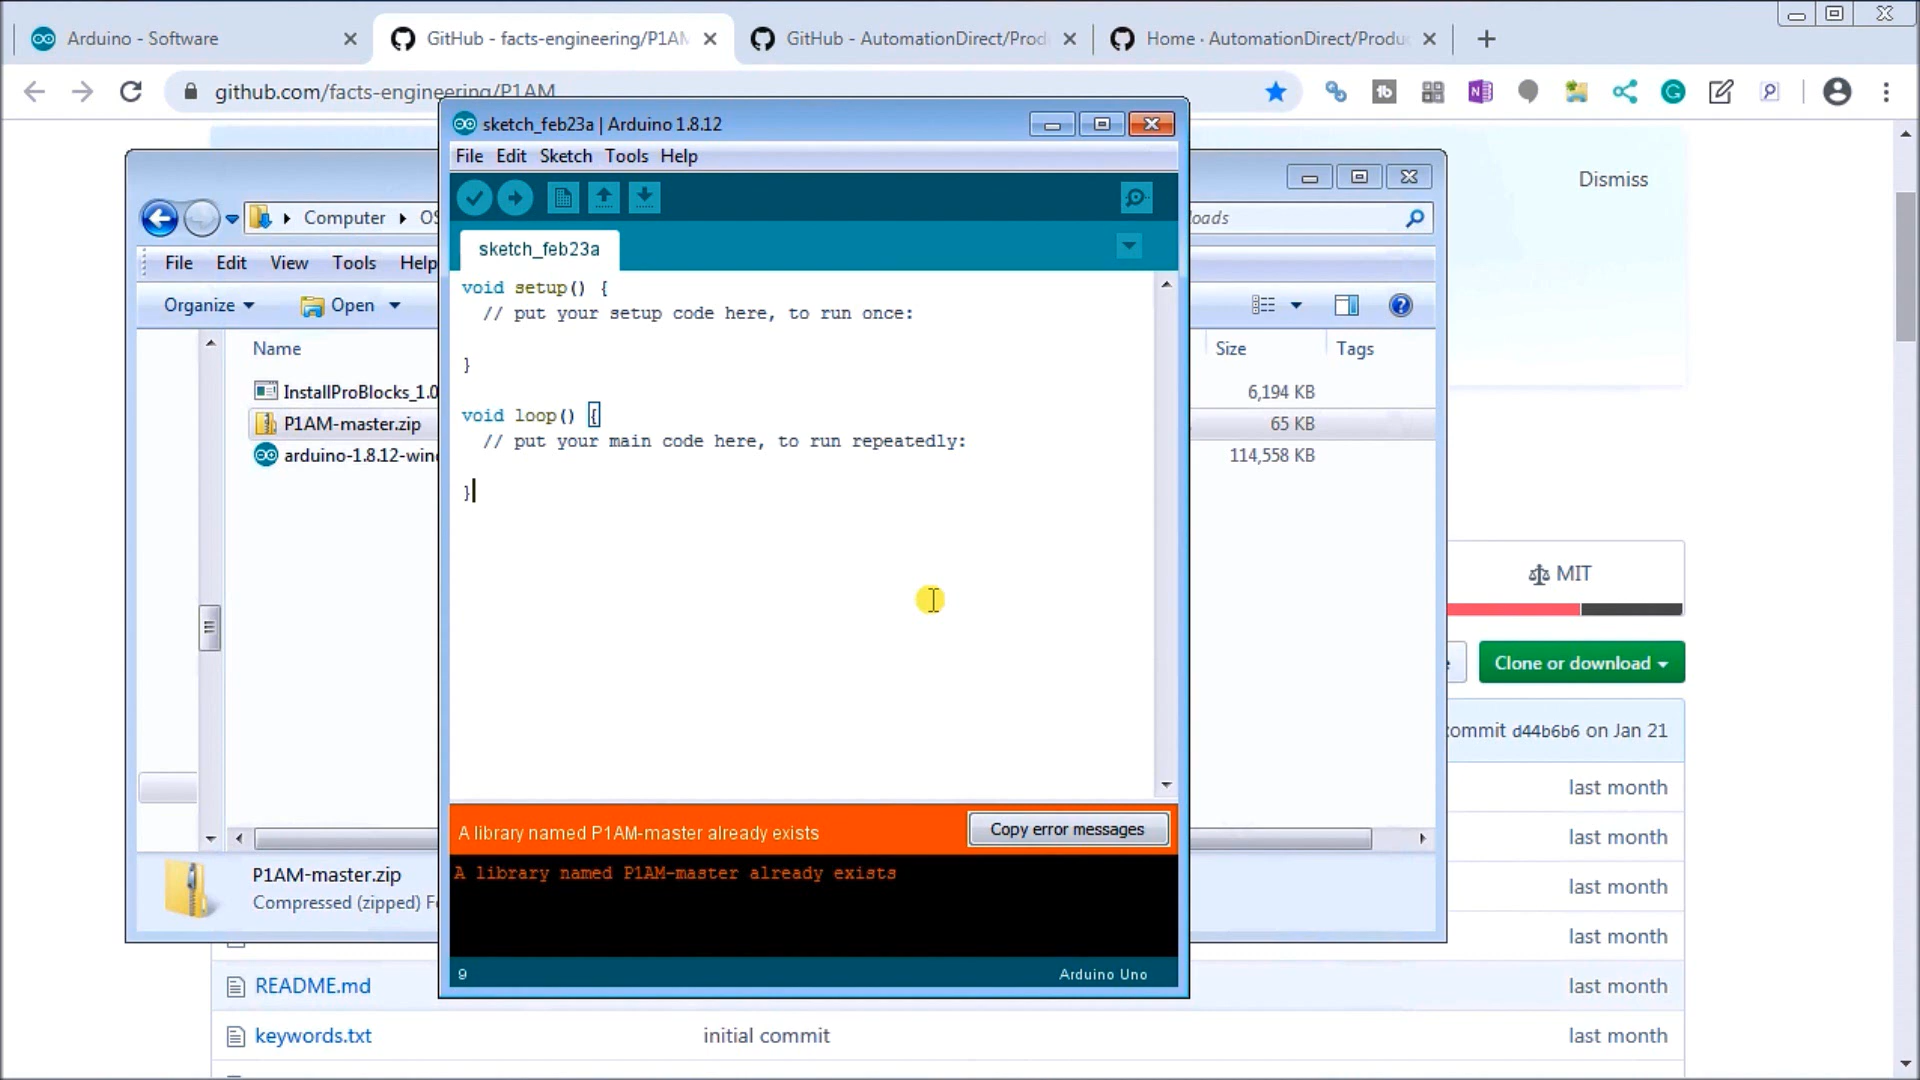 Arduino - Software
GitHub - facts-engineering/P1AM
GitHub - AutomationDirect/Prod
Home · AutomationDirect/Produ
github.com/facts-engineering/P1AM
Dismiss
sketch_feb23a | Arduino 1.8.12
File Edit Sketch Tools Help
Computer
OS
loads
sketch_feb23a
File Edit View Tools Help
Organize
Open
void setup() {
// put your setup code here, to run once:
}
void loop() {
// put your main code here, to run repeatedly:
}
Name
Size
Tags
InstallProBlocks_1.0
6,194 KB
P1AM-master.zip
65 KB
arduino-1.8.12-win
114,558 KB
MIT
Clone or download
commit d44b6b6 on Jan 21
last month
last month
last month
last month
A library named P1AM-master already exists
Copy error messages
A library named P1AM-master already exists
P1AM-master.zip
Compressed (zipped) F
9
Arduino Uno
README.md
last month
keywords.txt
initial commit
last month